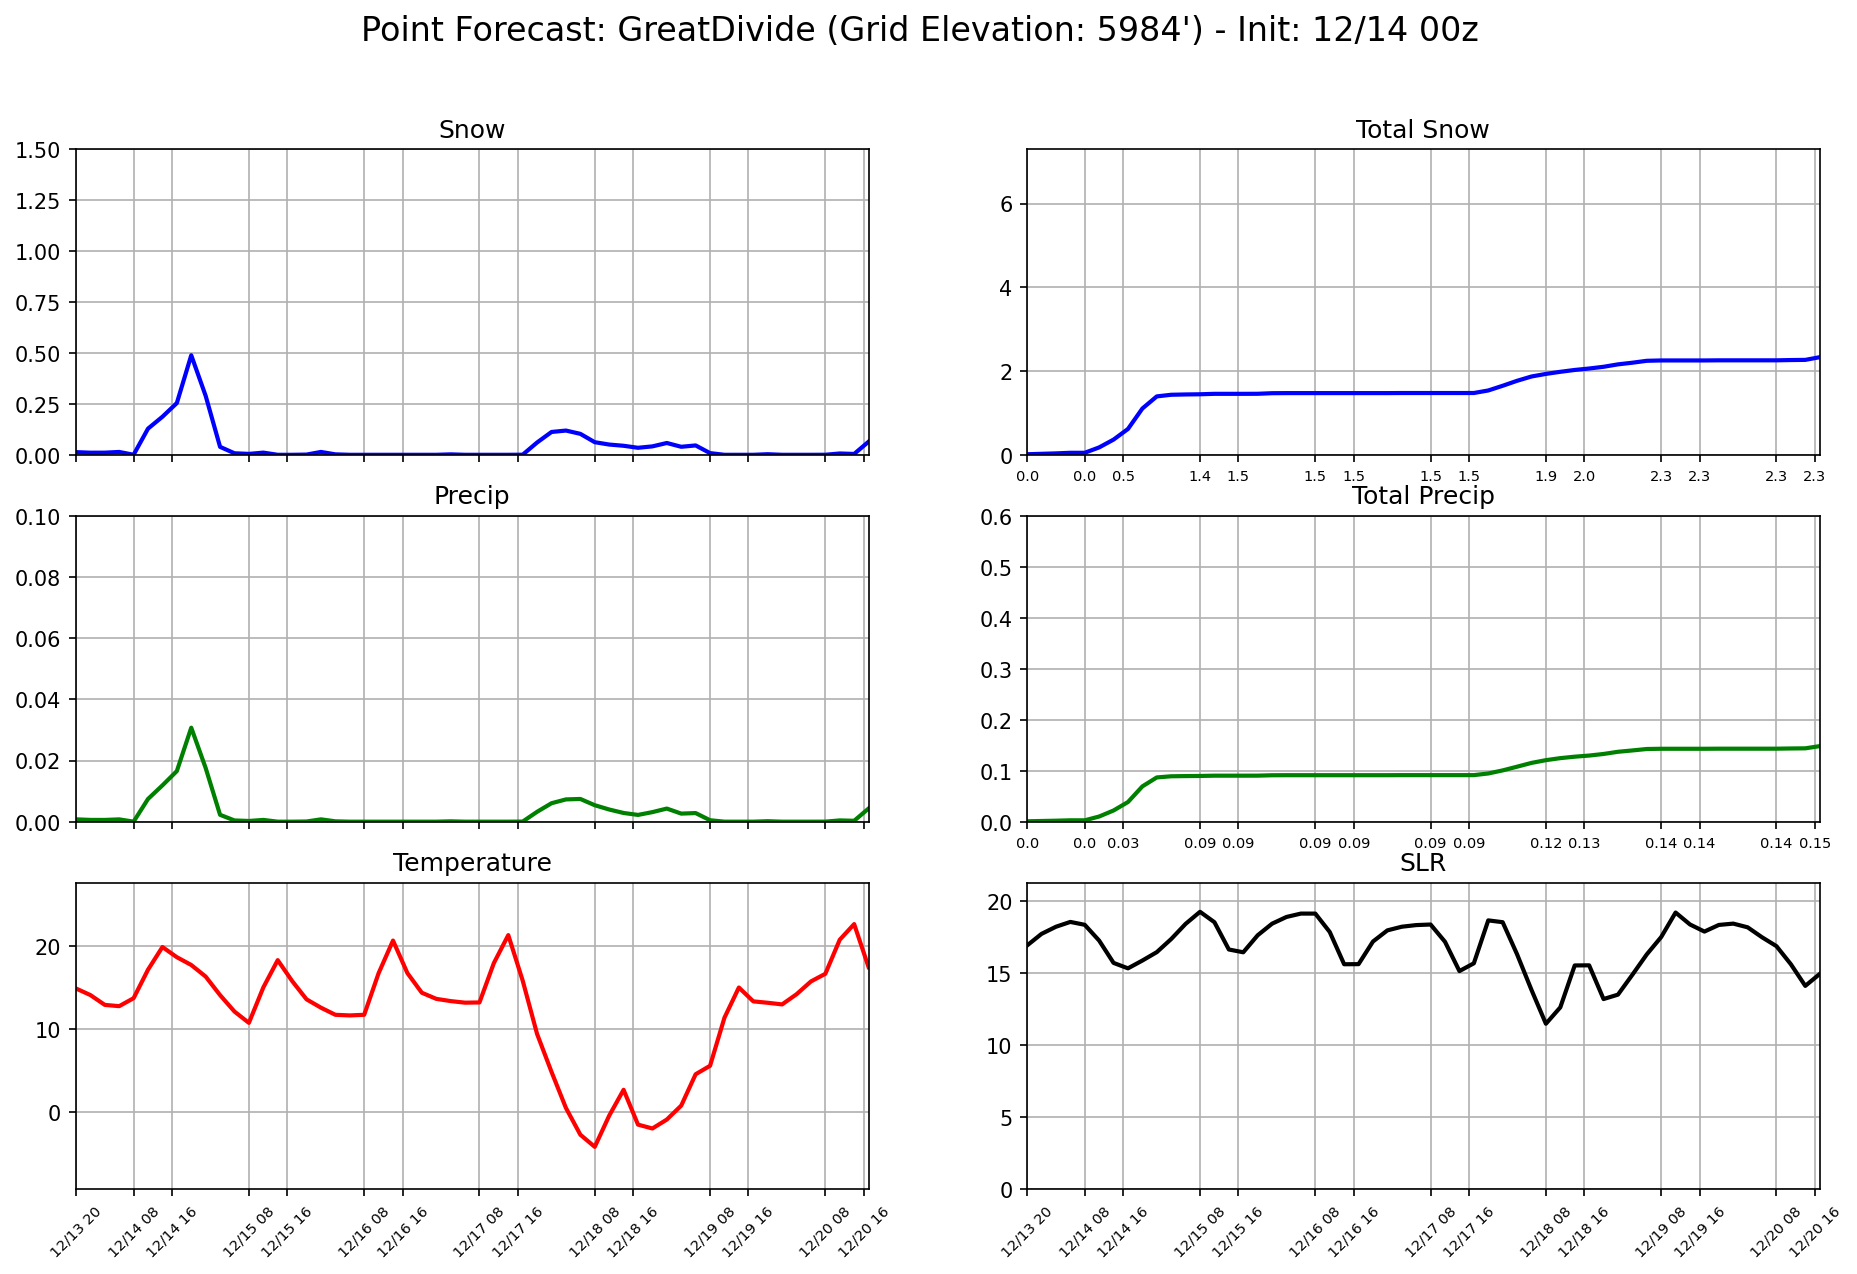 Point Forecast: GreatDivide (Grid Elevation: 5984') - Init: 12/14 00z
Snow
1.50
1.25
1.00
0.75
0.50
0.25
0.00
Total Snow
6
4
2
0
0.0 0.0 0.5 1.4 1.5 1.5 1.5 1.5 1.5 1.9 2.0 2.3 2.3 2.3 2.3
Precip
0.10
0.08
0.06
0.04
0.02
0.00
Total Precip
0.6
0.5
0.4
0.3
0.2
0.1
0.0
0.0 0.0 0.03 0.09 0.09 0.09 0.09 0.09 0.09 0.12 0.13 0.14 0.14 0.14 0.15
Temperature
20
10
0
12/13 20 12/14 08 12/14 16 12/15 08 12/15 16 12/16 08 12/16 16 12/17 08 12/17 16 12/18 08 12/18 16 12/19 08 12/19 16 12/20 08 12/20 16
SLR
20
15
10
5
0
12/13 20 12/14 08 12/14 16 12/15 08 12/15 16 12/16 08 12/16 16 12/17 08 12/17 16 12/18 08 12/18 16 12/19 08 12/19 16 12/20 08 12/20 16